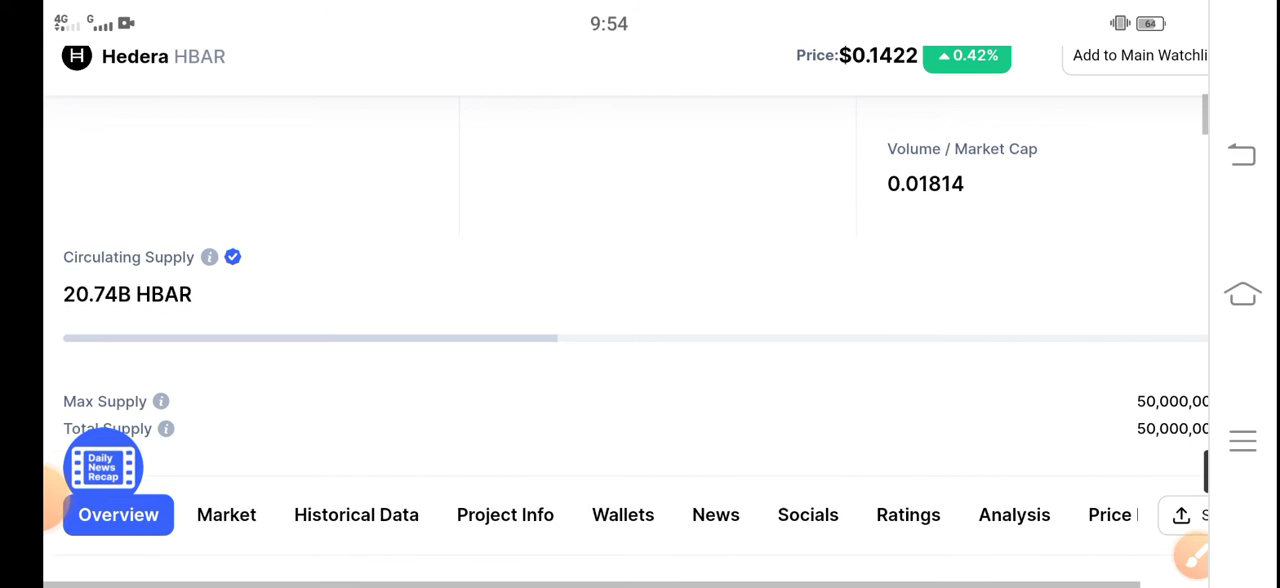 4G G 9:54 64
Hedera HBAR Price:$0.1422 0.42% Add to Main Watchli
Volume / Market Cap
0.01814
Circulating Supply
20.74B HBAR
Max Supply 50,000,00
Total Supply 50,000,00
Daily
News
Recap
Overview Market Historical Data Project Info Wallets News Socials Ratings Analysis Price